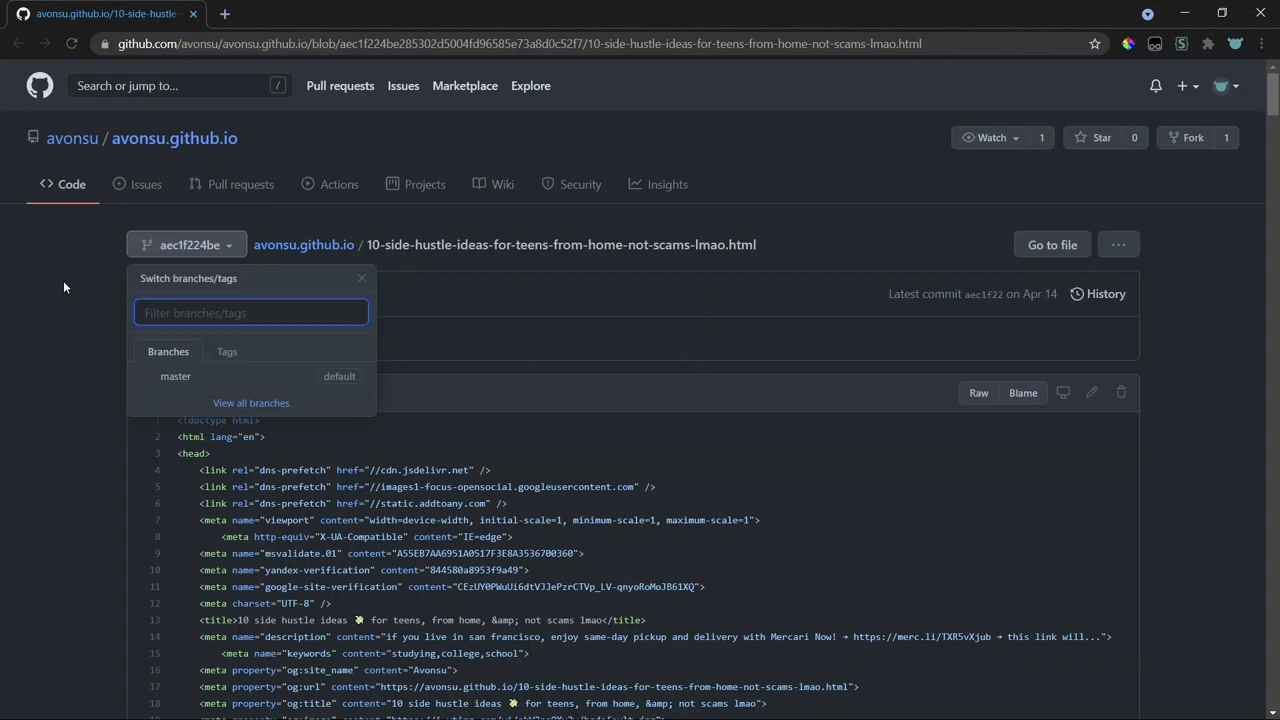 avonsu.github.io/10-side-hustle-
github.com/avonsu/avonsu.github.io/blob/aec1f224be285302d5004fd96585e73a8d0c52f7/10-side-hustle-ideas-for-teens-from-home-not-scams-lmao.html
Search or jump to... /
Pull requests Issues Marketplace Explore
avonsu / avonsu.github.io
Watch 1 Star 0 Fork 1
Code Issues Pull requests Actions Projects Wiki Security Insights
aec1f224be avonsu.github.io / 10-side-hustle-ideas-for-teens-from-home-not-scams-lmao.html Go to file ...
Switch branches/tags
Latest commit aec1f22 on Apr 14 History
Filter branches/tags
Branches Tags
master default
Raw Blame
View all branches
1 <!doctype html>
2 <html lang="en">
3 <head>
4 <link rel="dns-prefetch" href="//cdn.jsdelivr.net" />
5 <link rel="dns-prefetch" href="//images1-focus-opensocial.googleusercontent.com" />
6 <link rel="dns-prefetch" href="//static.addtoany.com" />
7 <meta name="viewport" content="width=device-width, initial-scale=1, minimum-scale=1, maximum-scale=1">
8 <meta http-equiv="X-UA-Compatible" content="IE=edge">
9 <meta name="msvalidate.01" content="A55EB7AA6951A0517F3E8A3536700360">
10 <meta name="yandex-verification" content="844580a8953f9a49">
11 <meta name="google-site-verification" content="CEzUY0PWuUi6dtVJJePzrCTVp_LV-qnyoRoMoJB61XQ">
12 <meta charset="UTF-8" />
13 <title>10 side hustle ideas 💸 for teens, from home, &amp; not scams lmao</title>
14 <meta name="description" content="if you live in san francisco, enjoy same-day pickup and delivery with Mercari Now! → https://merc.li/TXR5vXjub → this link will...">
15 <meta name="keywords" content="studying,college,school">
16 <meta property="og:site_name" content="Avonsu">
17 <meta property="og:url" content="https://avonsu.github.io/10-side-hustle-ideas-for-teens-from-home-not-scams-lmao.html">
18 <meta property="og:title" content="10 side hustle ideas 💸 for teens, from home, &amp; not scams lmao">